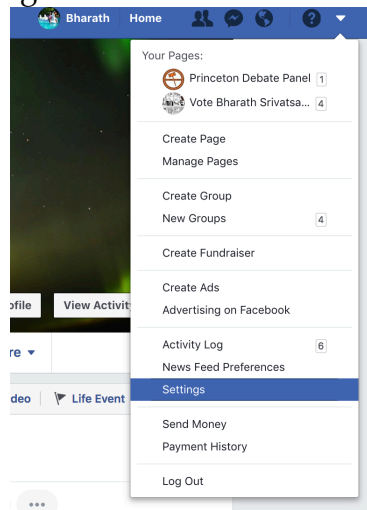 Bharath Home
Your Pages:
Princeton Debate Panel 1
Vote Bharath Srivatsa... 4
Create Page
Manage Pages
Create Group
New Groups 4
Create Fundraiser
Create Ads
ofile View Activit
Advertising on Facebook
Activity Log 6
re
News Feed Preferences
Settings
deo Life Event
Send Money
Payment History
Log Out